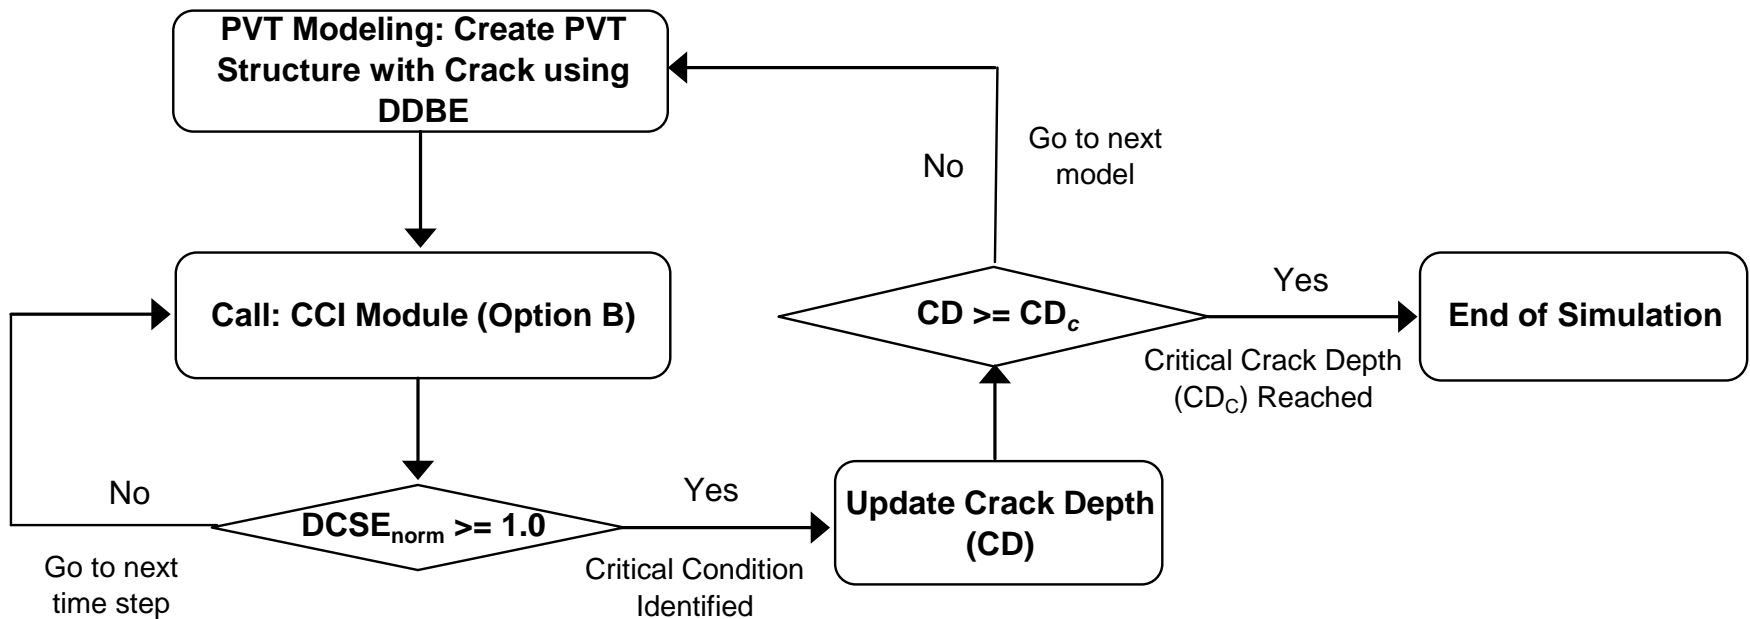 PVT Modeling: Create PVT
Structure with Crack using
DDBE
No
Go to next
model
Call: CCI Module (Option B)
CD >= CDc
Yes
End of Simulation
Critical Crack Depth
(CDC) Reached
No
DCSEnorm >= 1.0
Yes
Update Crack Depth
(CD)
Go to next
time step
Critical Condition
Identified